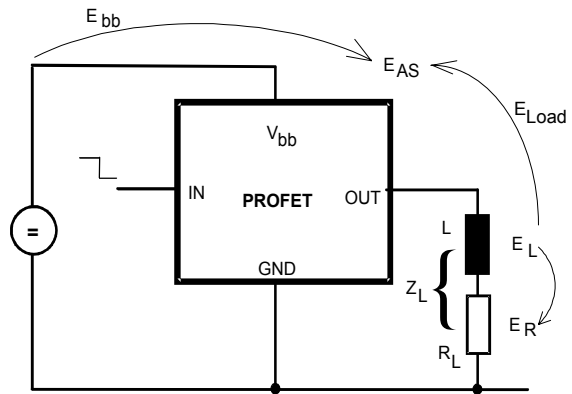 E bb
E AS
E Load
V bb
IN
PROFET
OUT
=
GND
L
E L
Z L
{
E R
R L